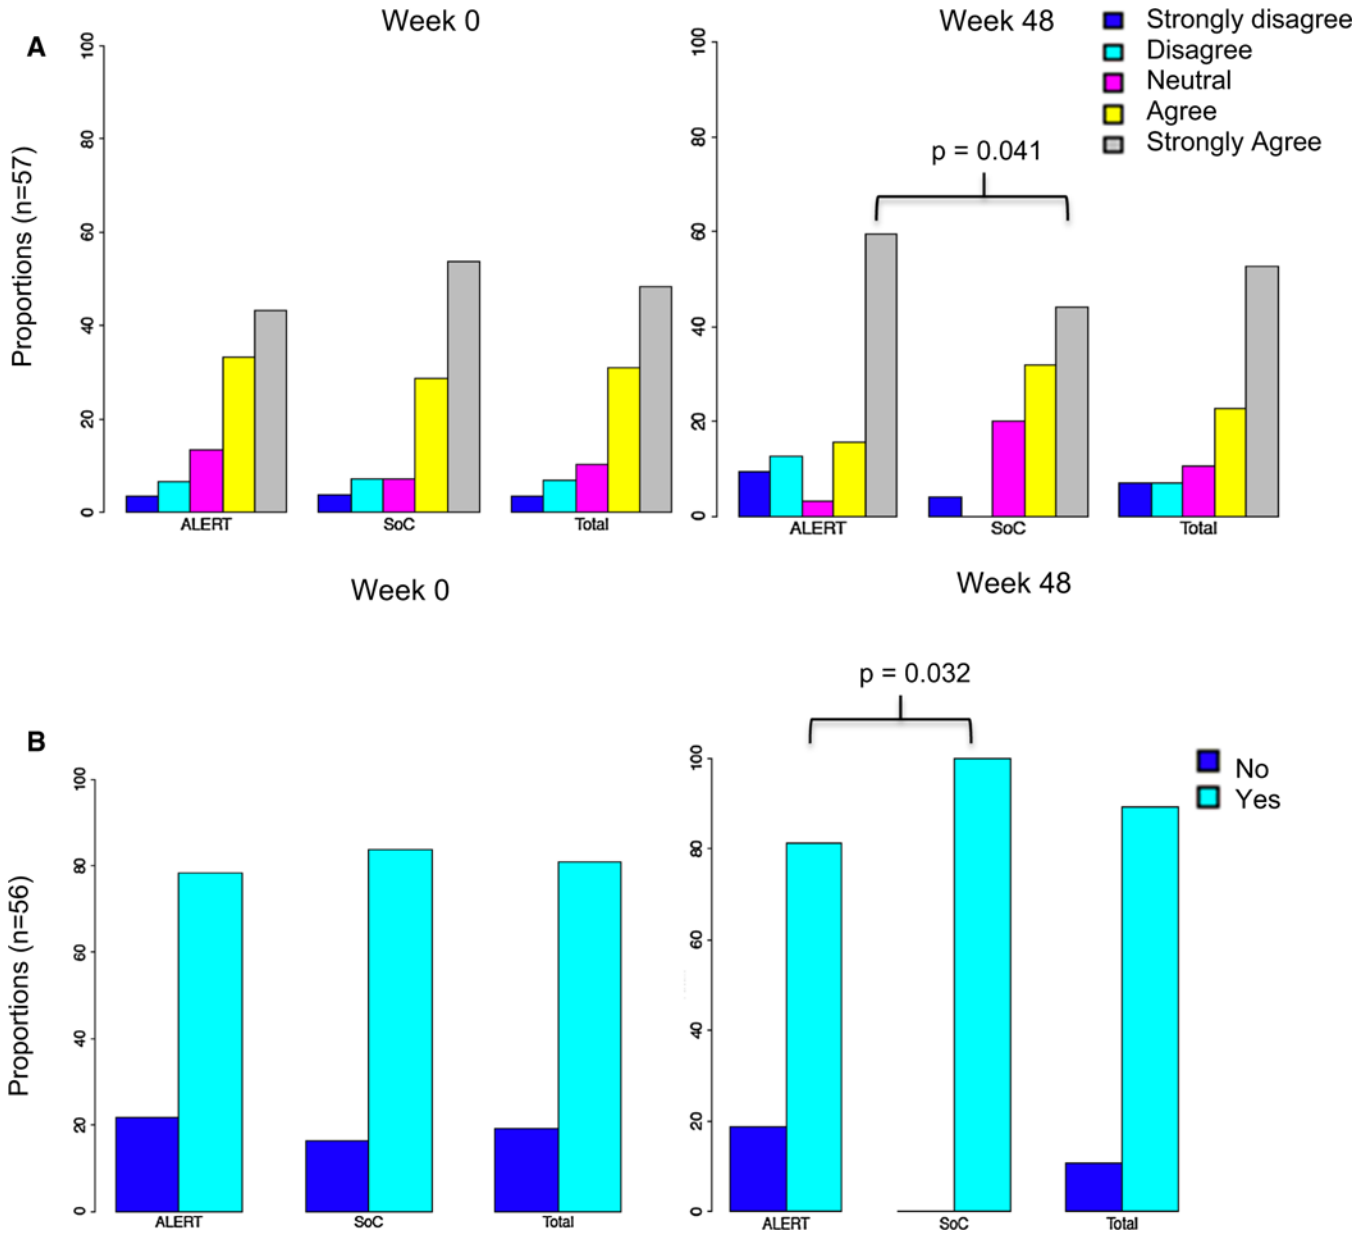 A
Week 0
Proportions (n=57)
100
80
60
40
20
0
ALERT
SoC
Total
Week 48
100
80
60
40
20
0
p = 0.041
ALERT
SoC
Total
Strongly disagree
Disagree
Neutral
Agree
Strongly Agree
B
Week 0
Proportions (n=56)
100
80
60
40
20
0
ALERT
SoC
Total
Week 48
p = 0.032
100
80
60
40
20
0
ALERT
SoC
Total
No
Yes